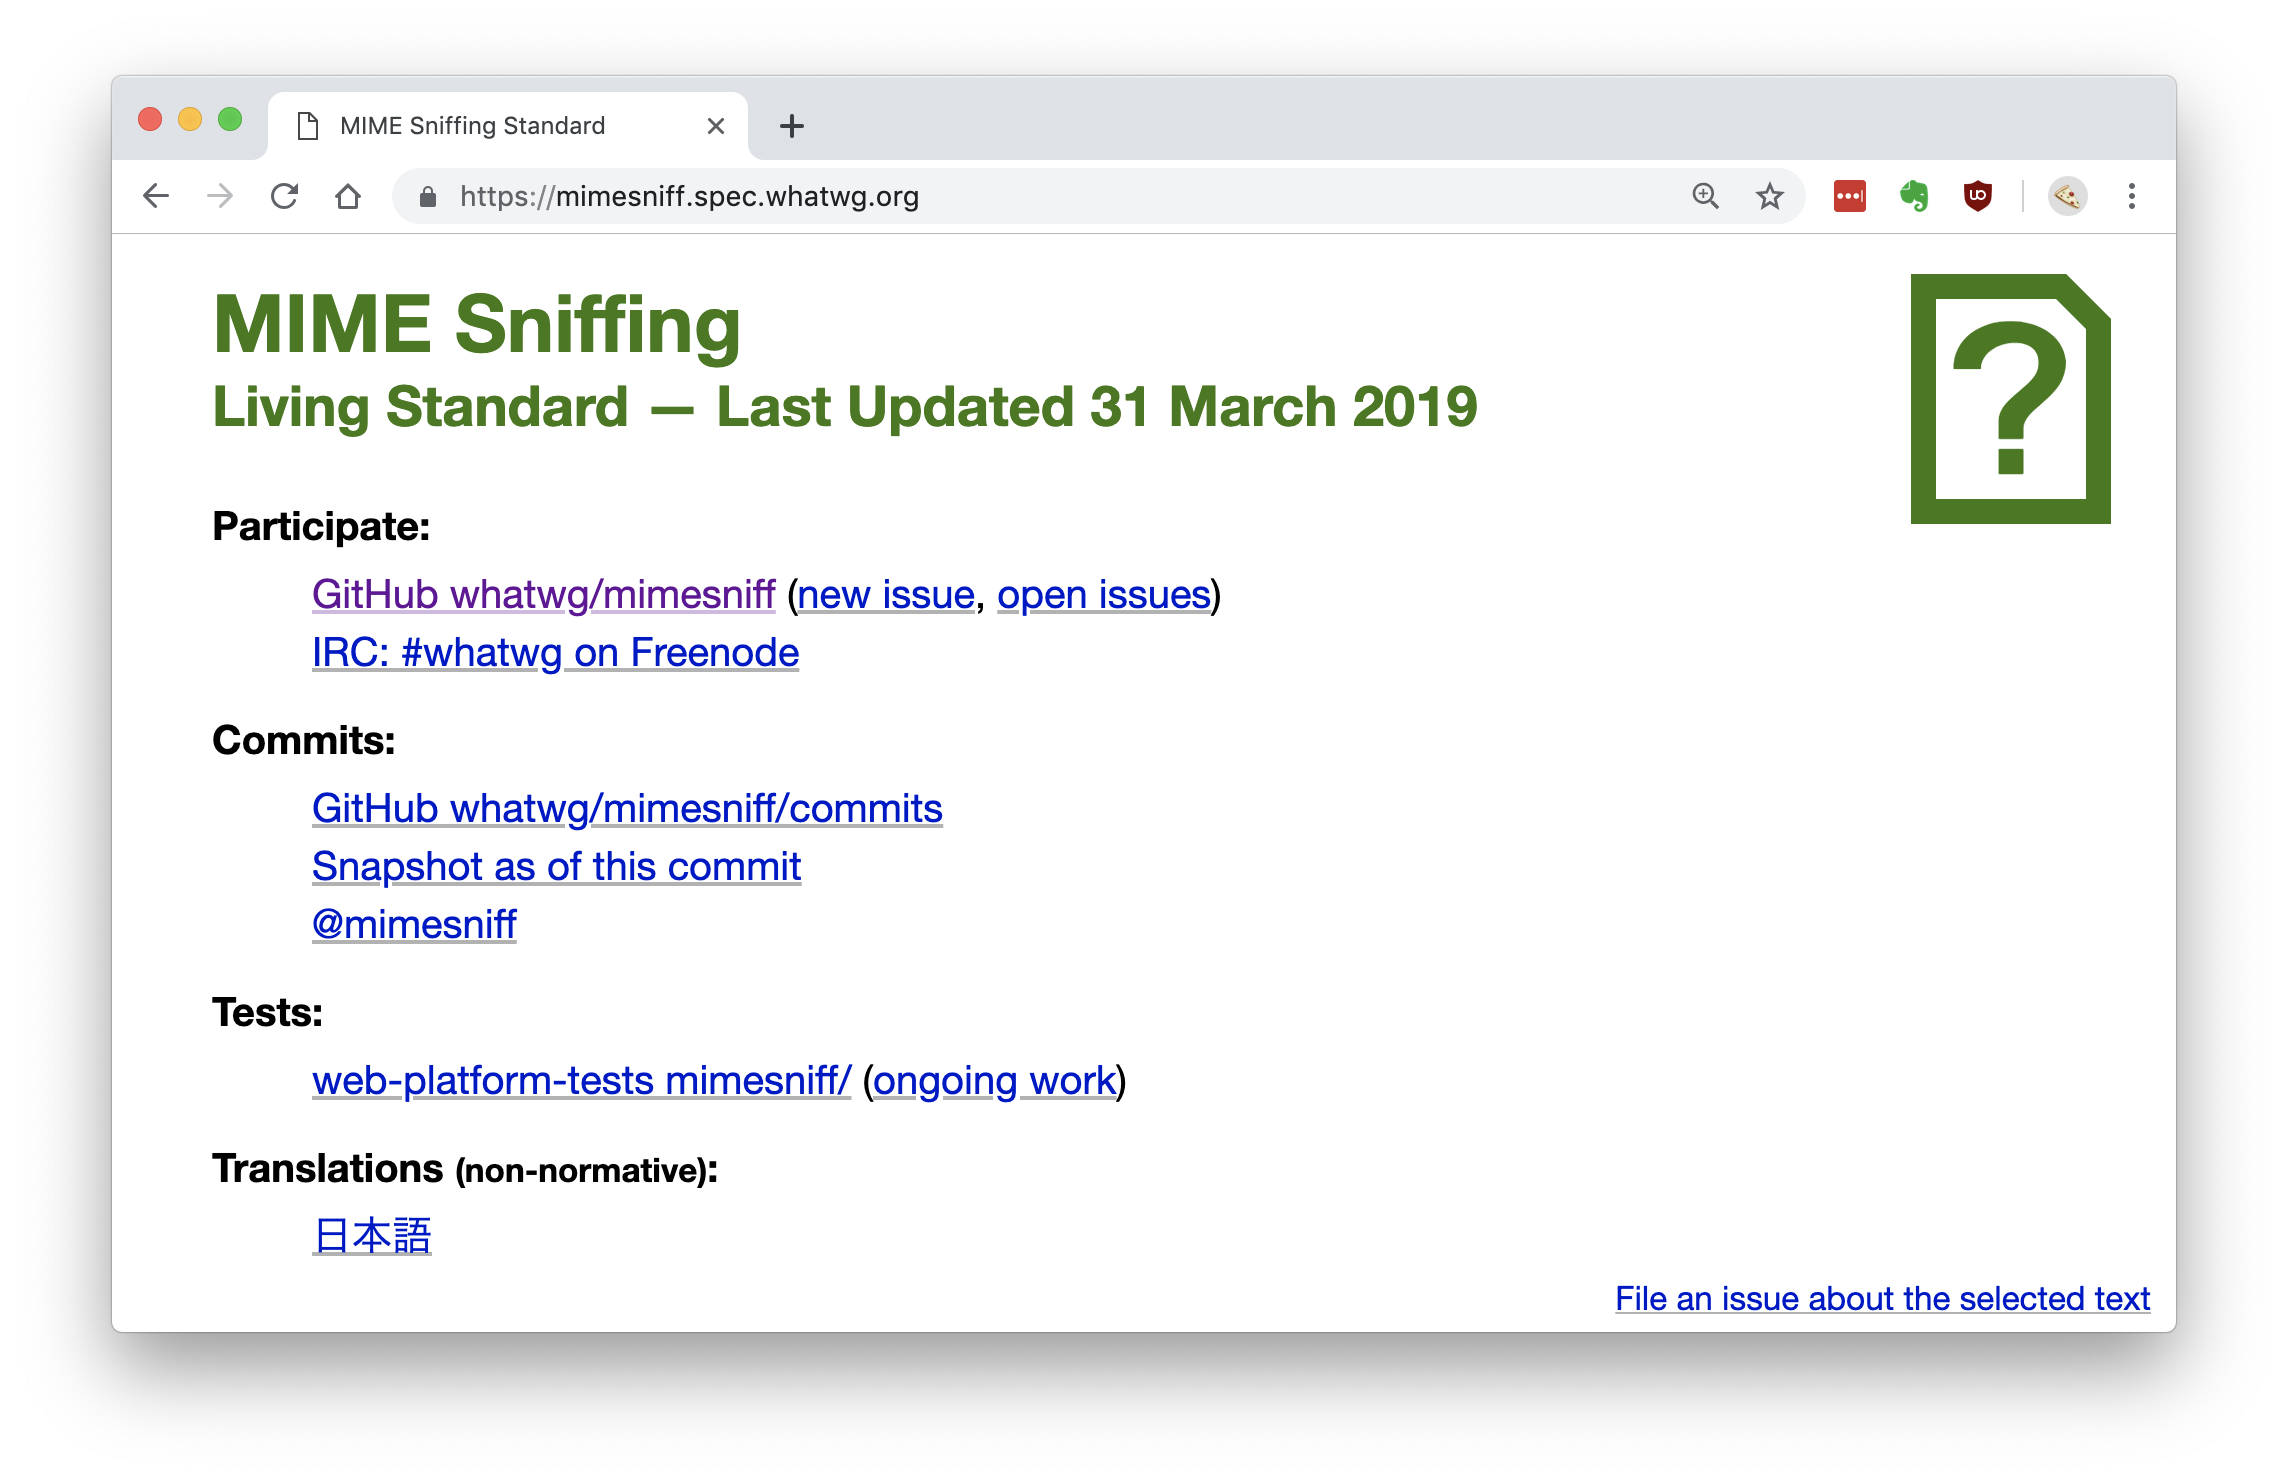 MIME Sniffing Standard
https://mimesniff.spec.whatwg.org
MIME Sniffing
Living Standard — Last Updated 31 March 2019
?
Participate:
GitHub whatwg/mimesniff (new issue, open issues)
IRC: #whatwg on Freenode
Commits:
GitHub whatwg/mimesniff/commits
Snapshot as of this commit
@mimesniff
Tests:
web-platform-tests mimesniff/ (ongoing work)
Translations (non-normative):
日本語
File an issue about the selected text